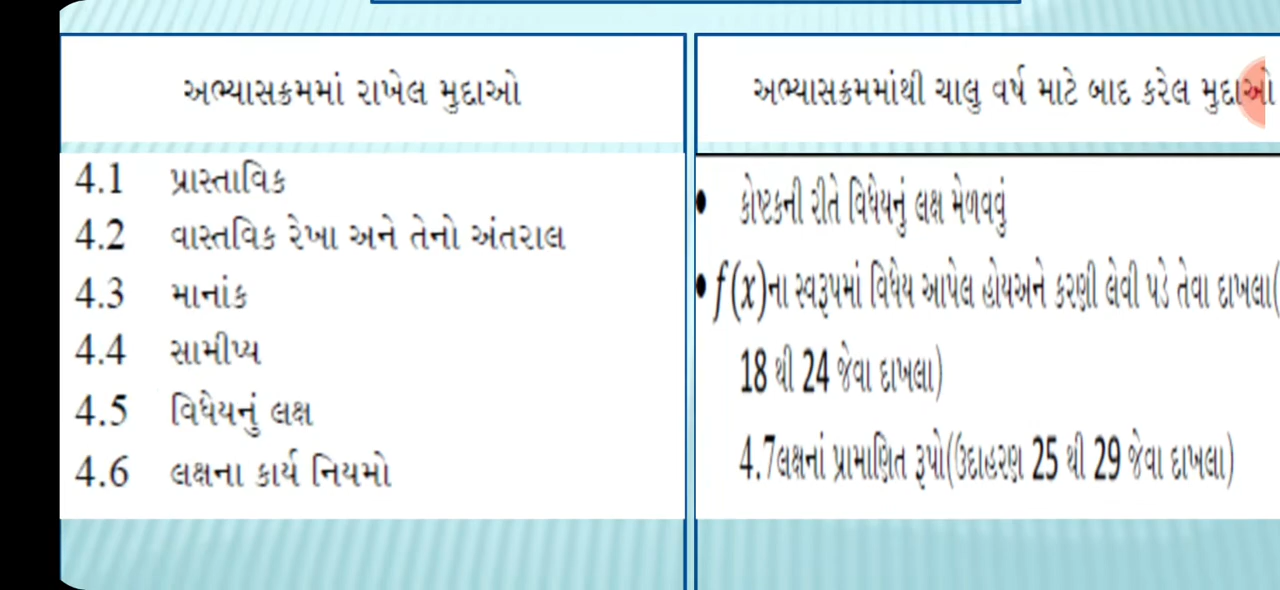 અભ્યાસક્રમમાં રાખેલ મુદ્દાઓ
4.1 પ્રાસ્તાવિક
4.2 વાસ્તવિક રેખા અને તેનો અંતરાલ
4.3 માનાંક
4.4 સામીપ્ય
4.5 વિધેયનું લક્ષ
4.6 લક્ષના કાર્ય નિયમો
અભ્યાસક્રમમાંથી ચાલુ વર્ષ માટે બાદ કરેલ મુદ્દાઓ
• કોષ્ટકની રીતે વિધેયનું લક્ષ મેળવવું
• f(x)ના સ્વરૂપમાં વિધેય આપેલ હોયઅને કરણી લેવી પડે તેવા દાખલા(
18 થી 24 જેવા દાખલા)
4.7લક્ષનાં પ્રામાણિત રૂપો(ઉદાહરણ 25 થી 29 જેવા દાખલા)